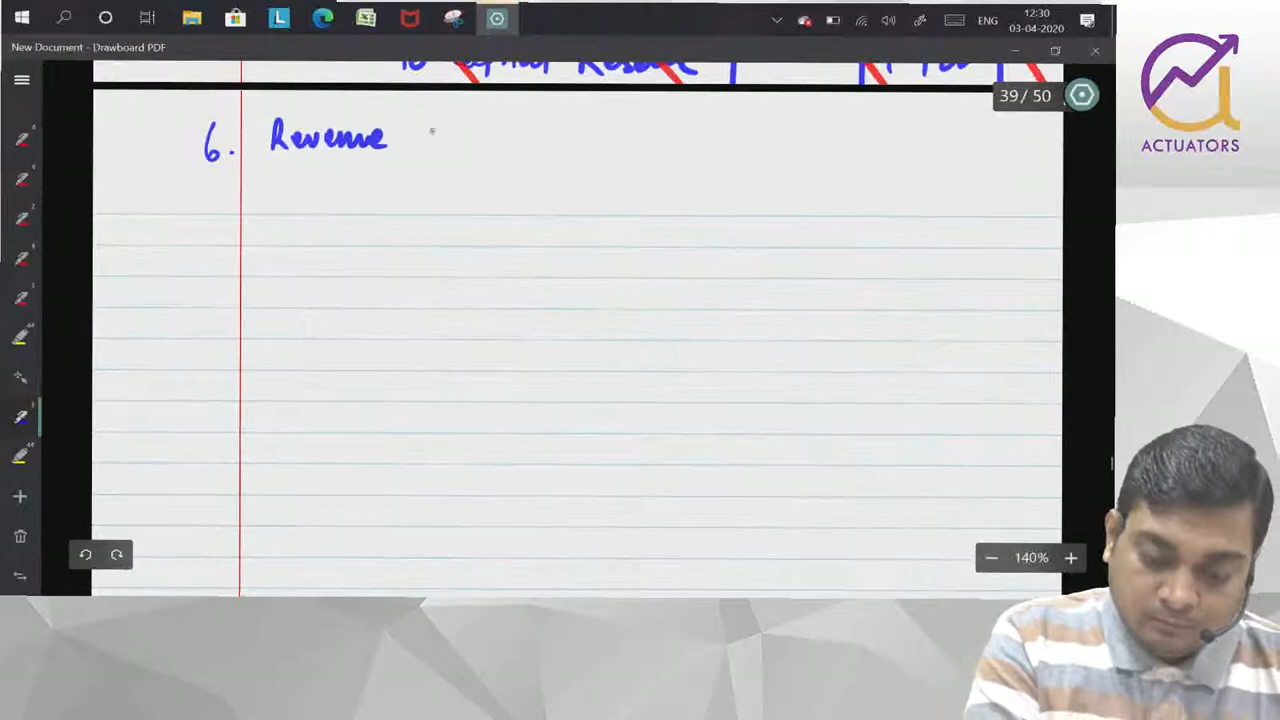 12:30
ENG
03-04-2020
New Document - Drawboard PDF
39 / 50
6. Revenue
ACTUATORS
140%